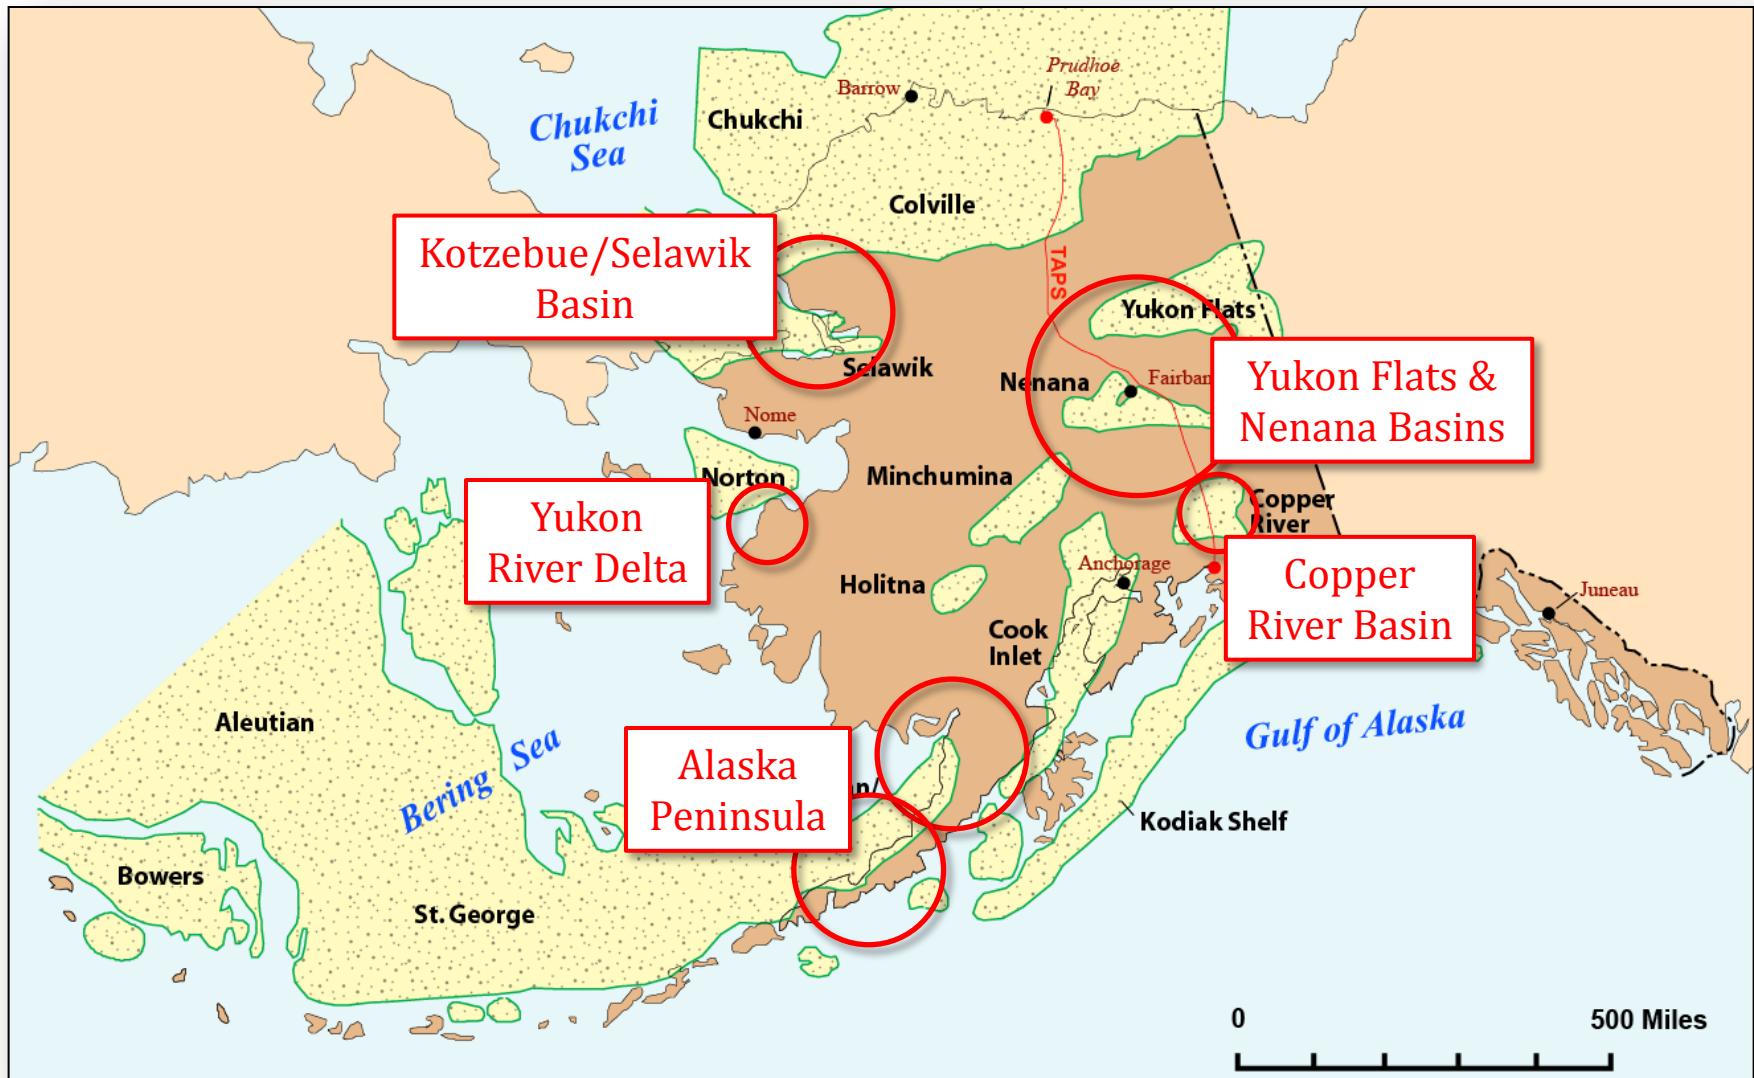 Prudhoe
Bay
Barrow
Chukchi
Chukchi
Sea
Colville
Kotzebue/Selawik
Basin
TAPS
Yukon Flats
Selawik
Nenana
Yukon Flats &
Nenana Basins
Nome
Norton
Minchumina
Yukon
River Delta
Copper
River
Anchorage
Holitna
Copper
River Basin
Juneau
Cook
Inlet
Aleutian
Gulf of Alaska
Bering Sea
Alaska
Peninsula
Kodiak Shelf
Bowers
St. George
0 500 Miles